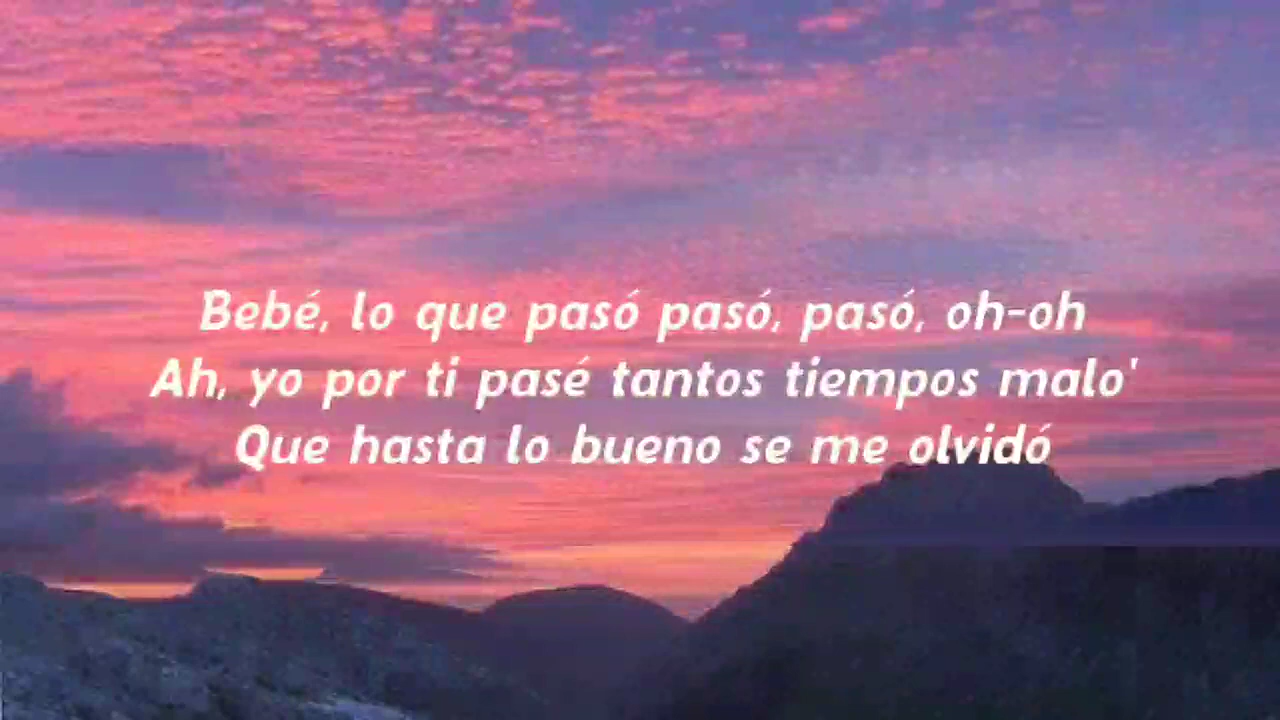 Bebé, lo que pasó pasó, pasó, oh-oh
Ah, yo por ti pasé tantos tiempos malo'
Que hasta lo bueno se me olvidó